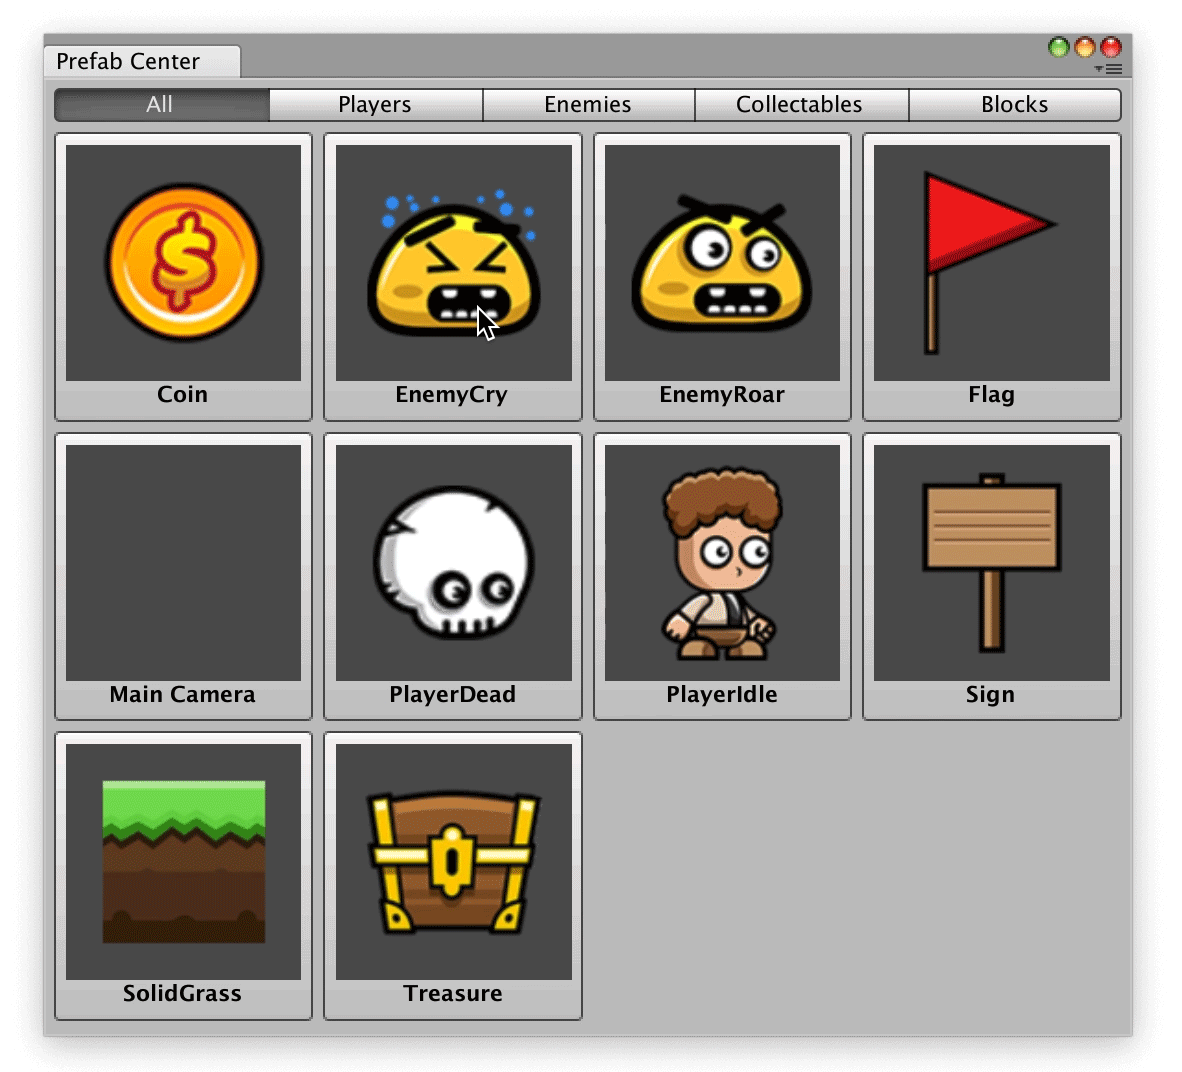 Prefab Center
All Players Enemies Collectables Blocks
$
Coin EnemyCry EnemyRoar Flag
Main Camera PlayerDead PlayerIdle Sign
SolidGrass Treasure